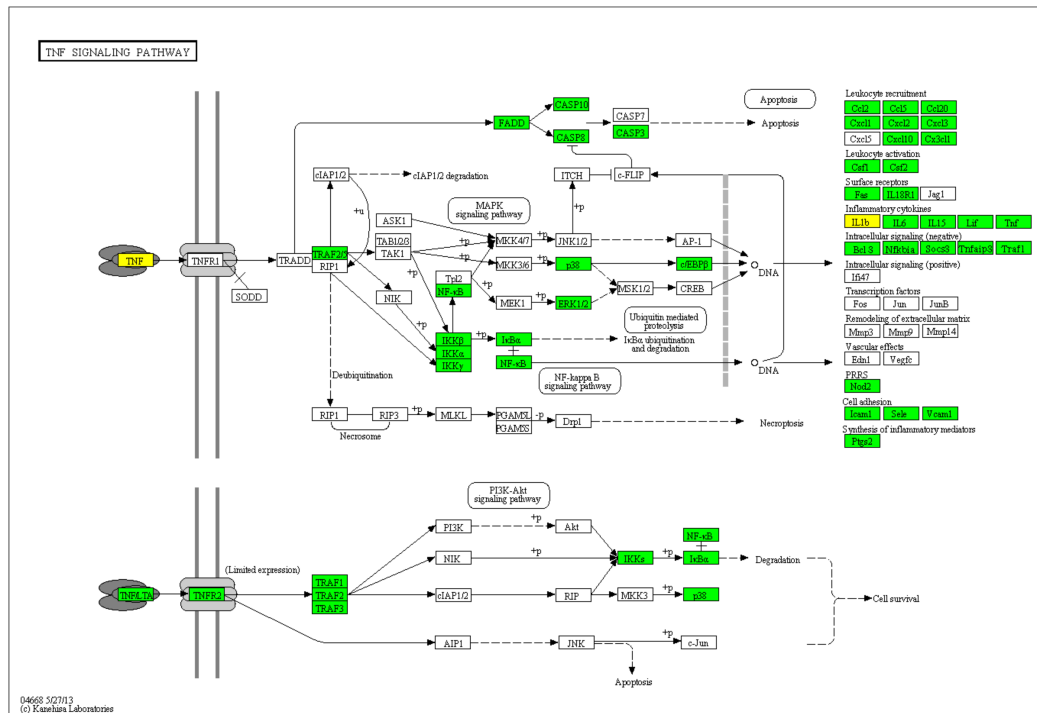 TNF SIGNALING PATHWAY
Apoptosis
CASP10
FADD
CASP7
Apoptosis
CASP8
CASP3
cIAP1/2
cIAP1/2 degradation
ITCH
c-FLIP
MAPK
signaling pathway
+u
+p
ASK1
TNF
TNFR1
TRADD
TRAF2/5
RIP1
TAB1/2/3
TAK1
+p
MKK4/7
+p
JNK1/2
AP-1
SODD
+p
MKK3/6
+p
p38
c/EBPβ
DNA
Tpl2
NF-κB
+p
MSK1/2
CREB
NIK
MEK1
+p
ERK1/2
+p
+p
Ubiquitin mediated
proteolysis
IKKβ
IKKα
IKKγ
+p
IκBα
IκBα ubiquitination
and degradation
NF-κB
DNA
NF-kappa B
signaling pathway
Deubiquitination
RIP1
RIP3
+p
MLKL
PGAM5L
PGAM5S
-p
Drp1
Necroptosis
Necrosome
Leukocyte recruitment
Ccl2 Ccl5 Ccl20
Cxcl1 Cxcl2 Cxcl3
Cxcl5 Cxcl10 Cx3cl1
Leukocyte activation
Csf1 Csf2
Surface receptors
Fas IL18R1 Jag1
Inflammatory cytokines
IL1b IL6 IL15 Lif Tnf
Intracellular signaling (negative)
Bcl3 Nfkbia Socs3 Tnfaip3 Traf1
Intracellular signaling (positive)
Ifi47
Transcription factors
Fos Jun JunB
Remodeling of extracellular matrix
Mmp3 Mmp9 Mmp14
Vascular effects
Edn1 Vegfc
PRRS
Nod2
Cell adhesion
Icam1 Sele Vcam1
Synthesis of inflammatory mediators
Ptgs2
PI3K-Akt
signaling pathway
PI3K
+p
Akt
NF-κB
NIK
+p
IKKs
+p
IκBα
Degradation
(Limited expression)
TNF/LTA
TNFR2
TRAF1
TRAF2
TRAF3
cIAP1/2
RIP
MKK3
+p
p38
Cell survival
AIP1
JNK
+p
c-Jun
Apoptosis
04668 5/27/13
(c) Kanehisa Laboratories